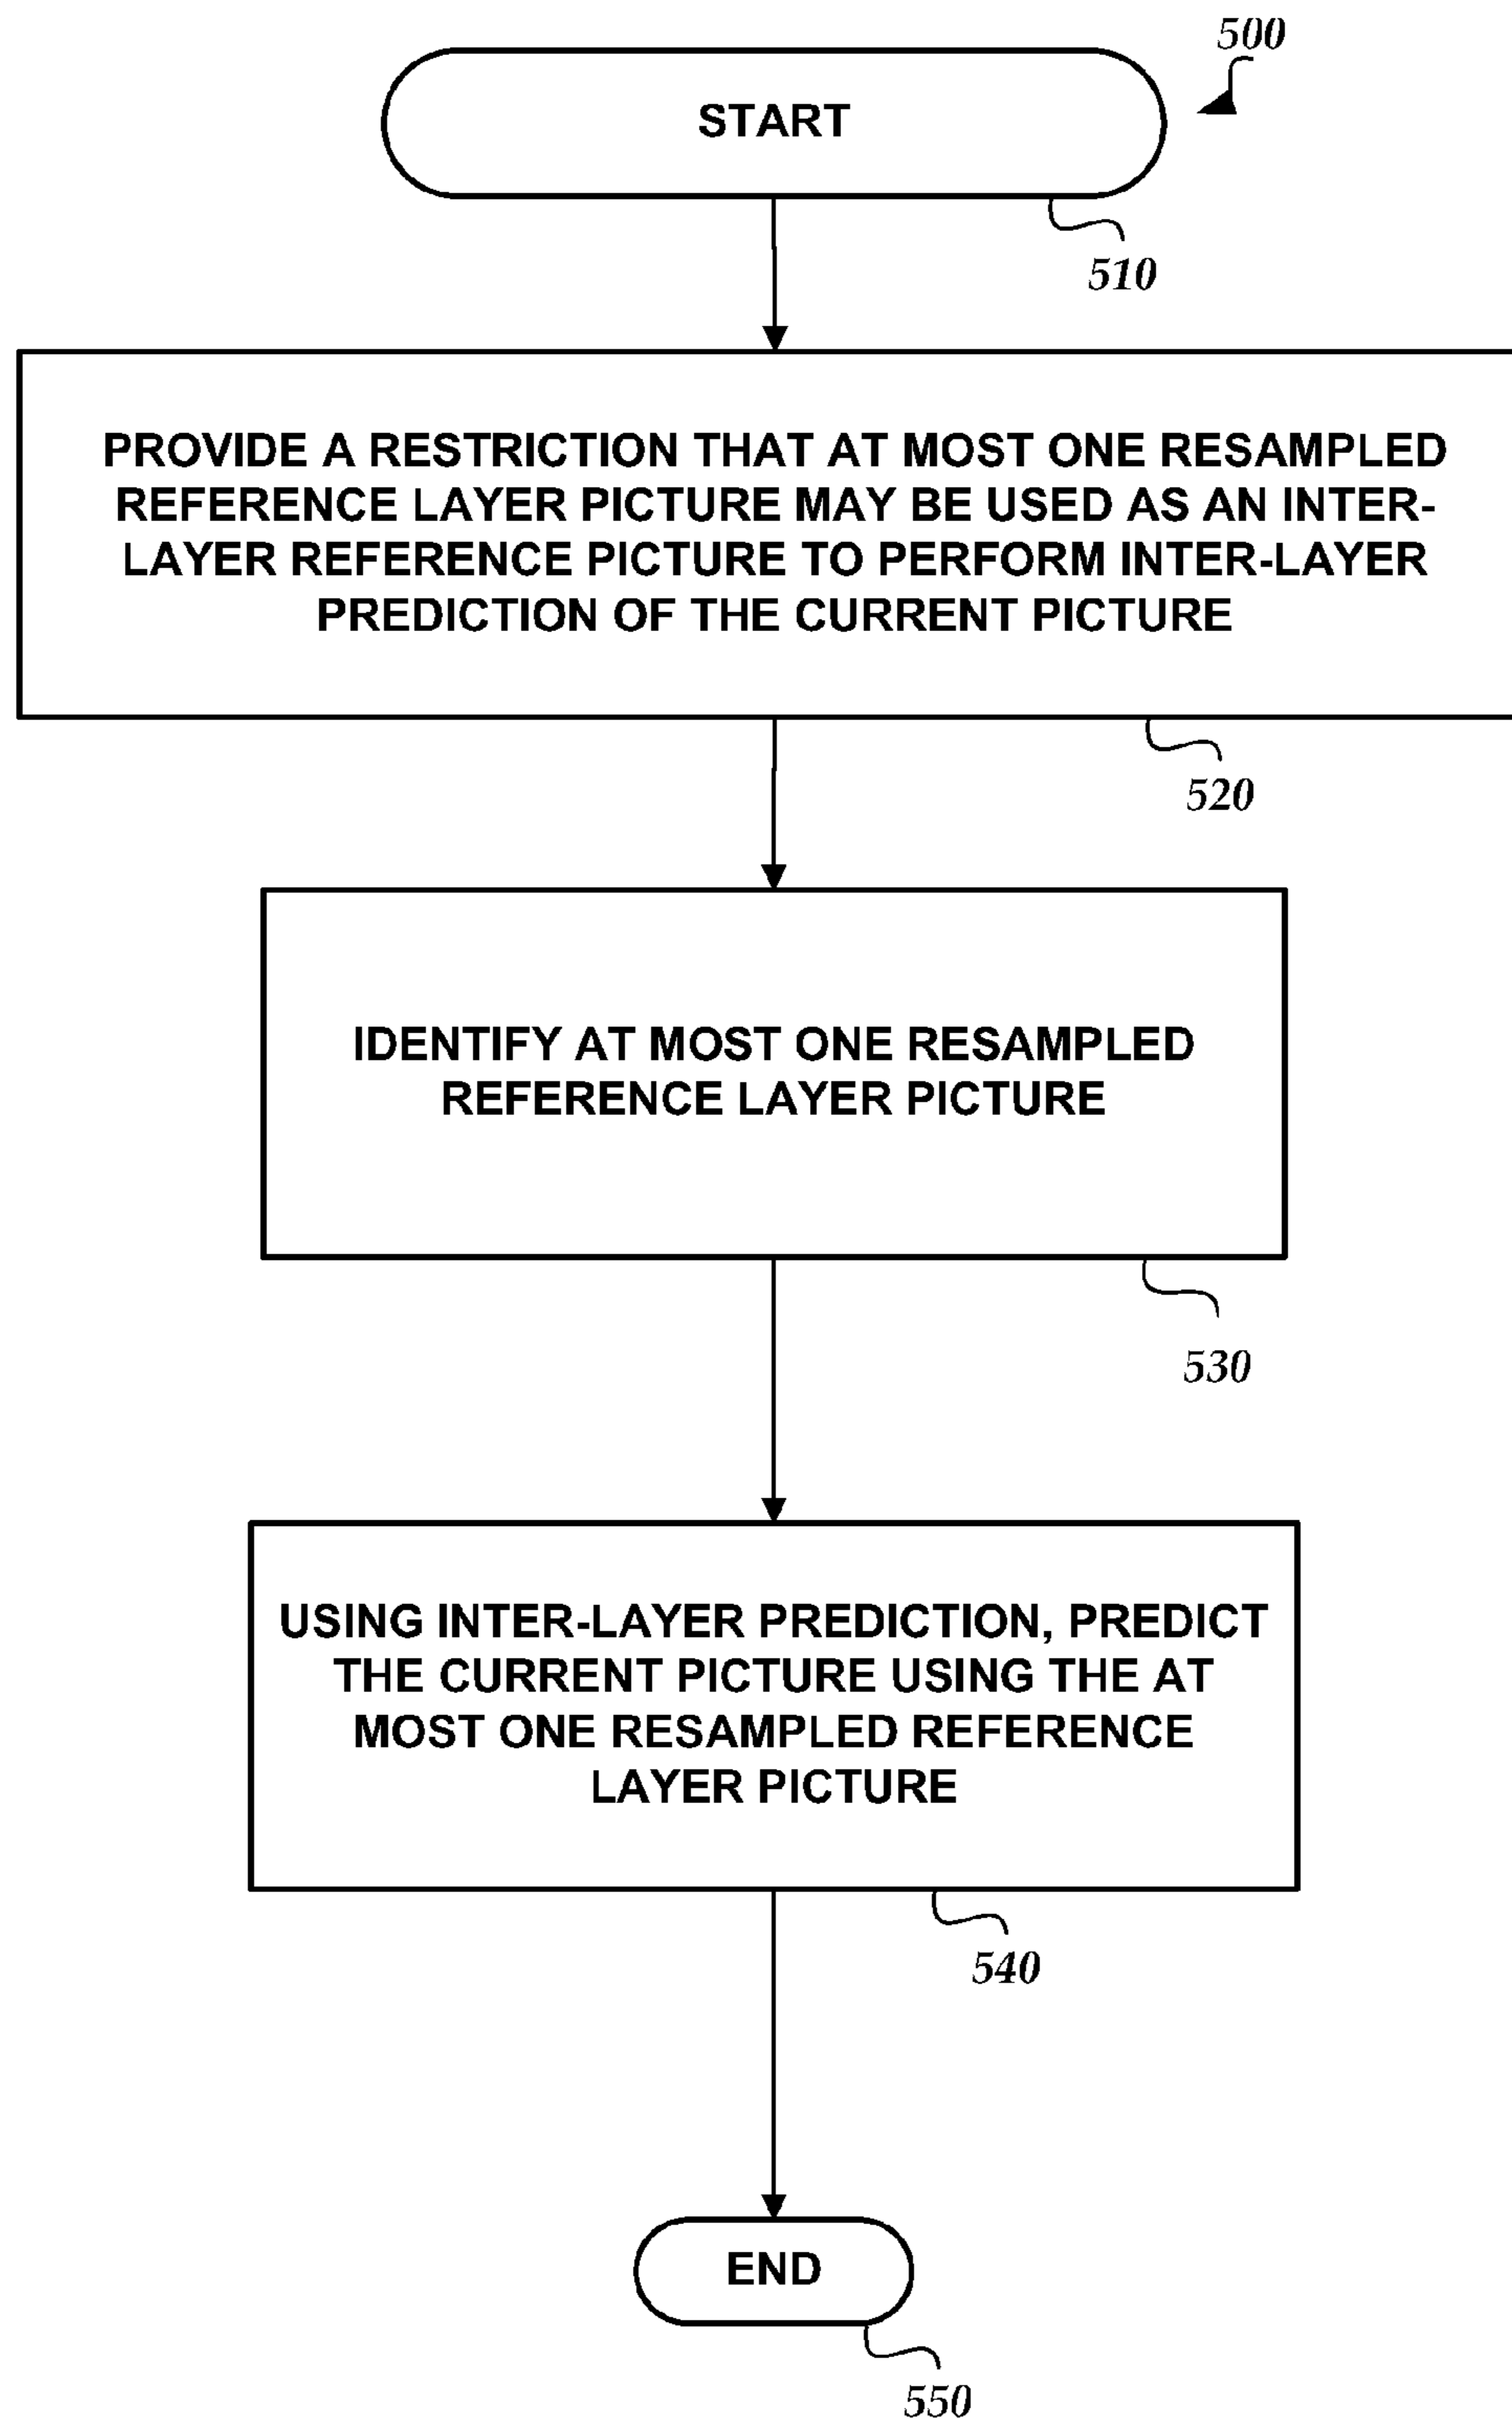 500
START
510
PROVIDE A RESTRICTION THAT AT MOST ONE RESAMPLED
REFERENCE LAYER PICTURE MAY BE USED AS AN INTER-
LAYER REFERENCE PICTURE TO PERFORM INTER-LAYER
PREDICTION OF THE CURRENT PICTURE
520
IDENTIFY AT MOST ONE RESAMPLED
REFERENCE LAYER PICTURE
530
USING INTER-LAYER PREDICTION, PREDICT
THE CURRENT PICTURE USING THE AT
MOST ONE RESAMPLED REFERENCE
LAYER PICTURE
540
END
550